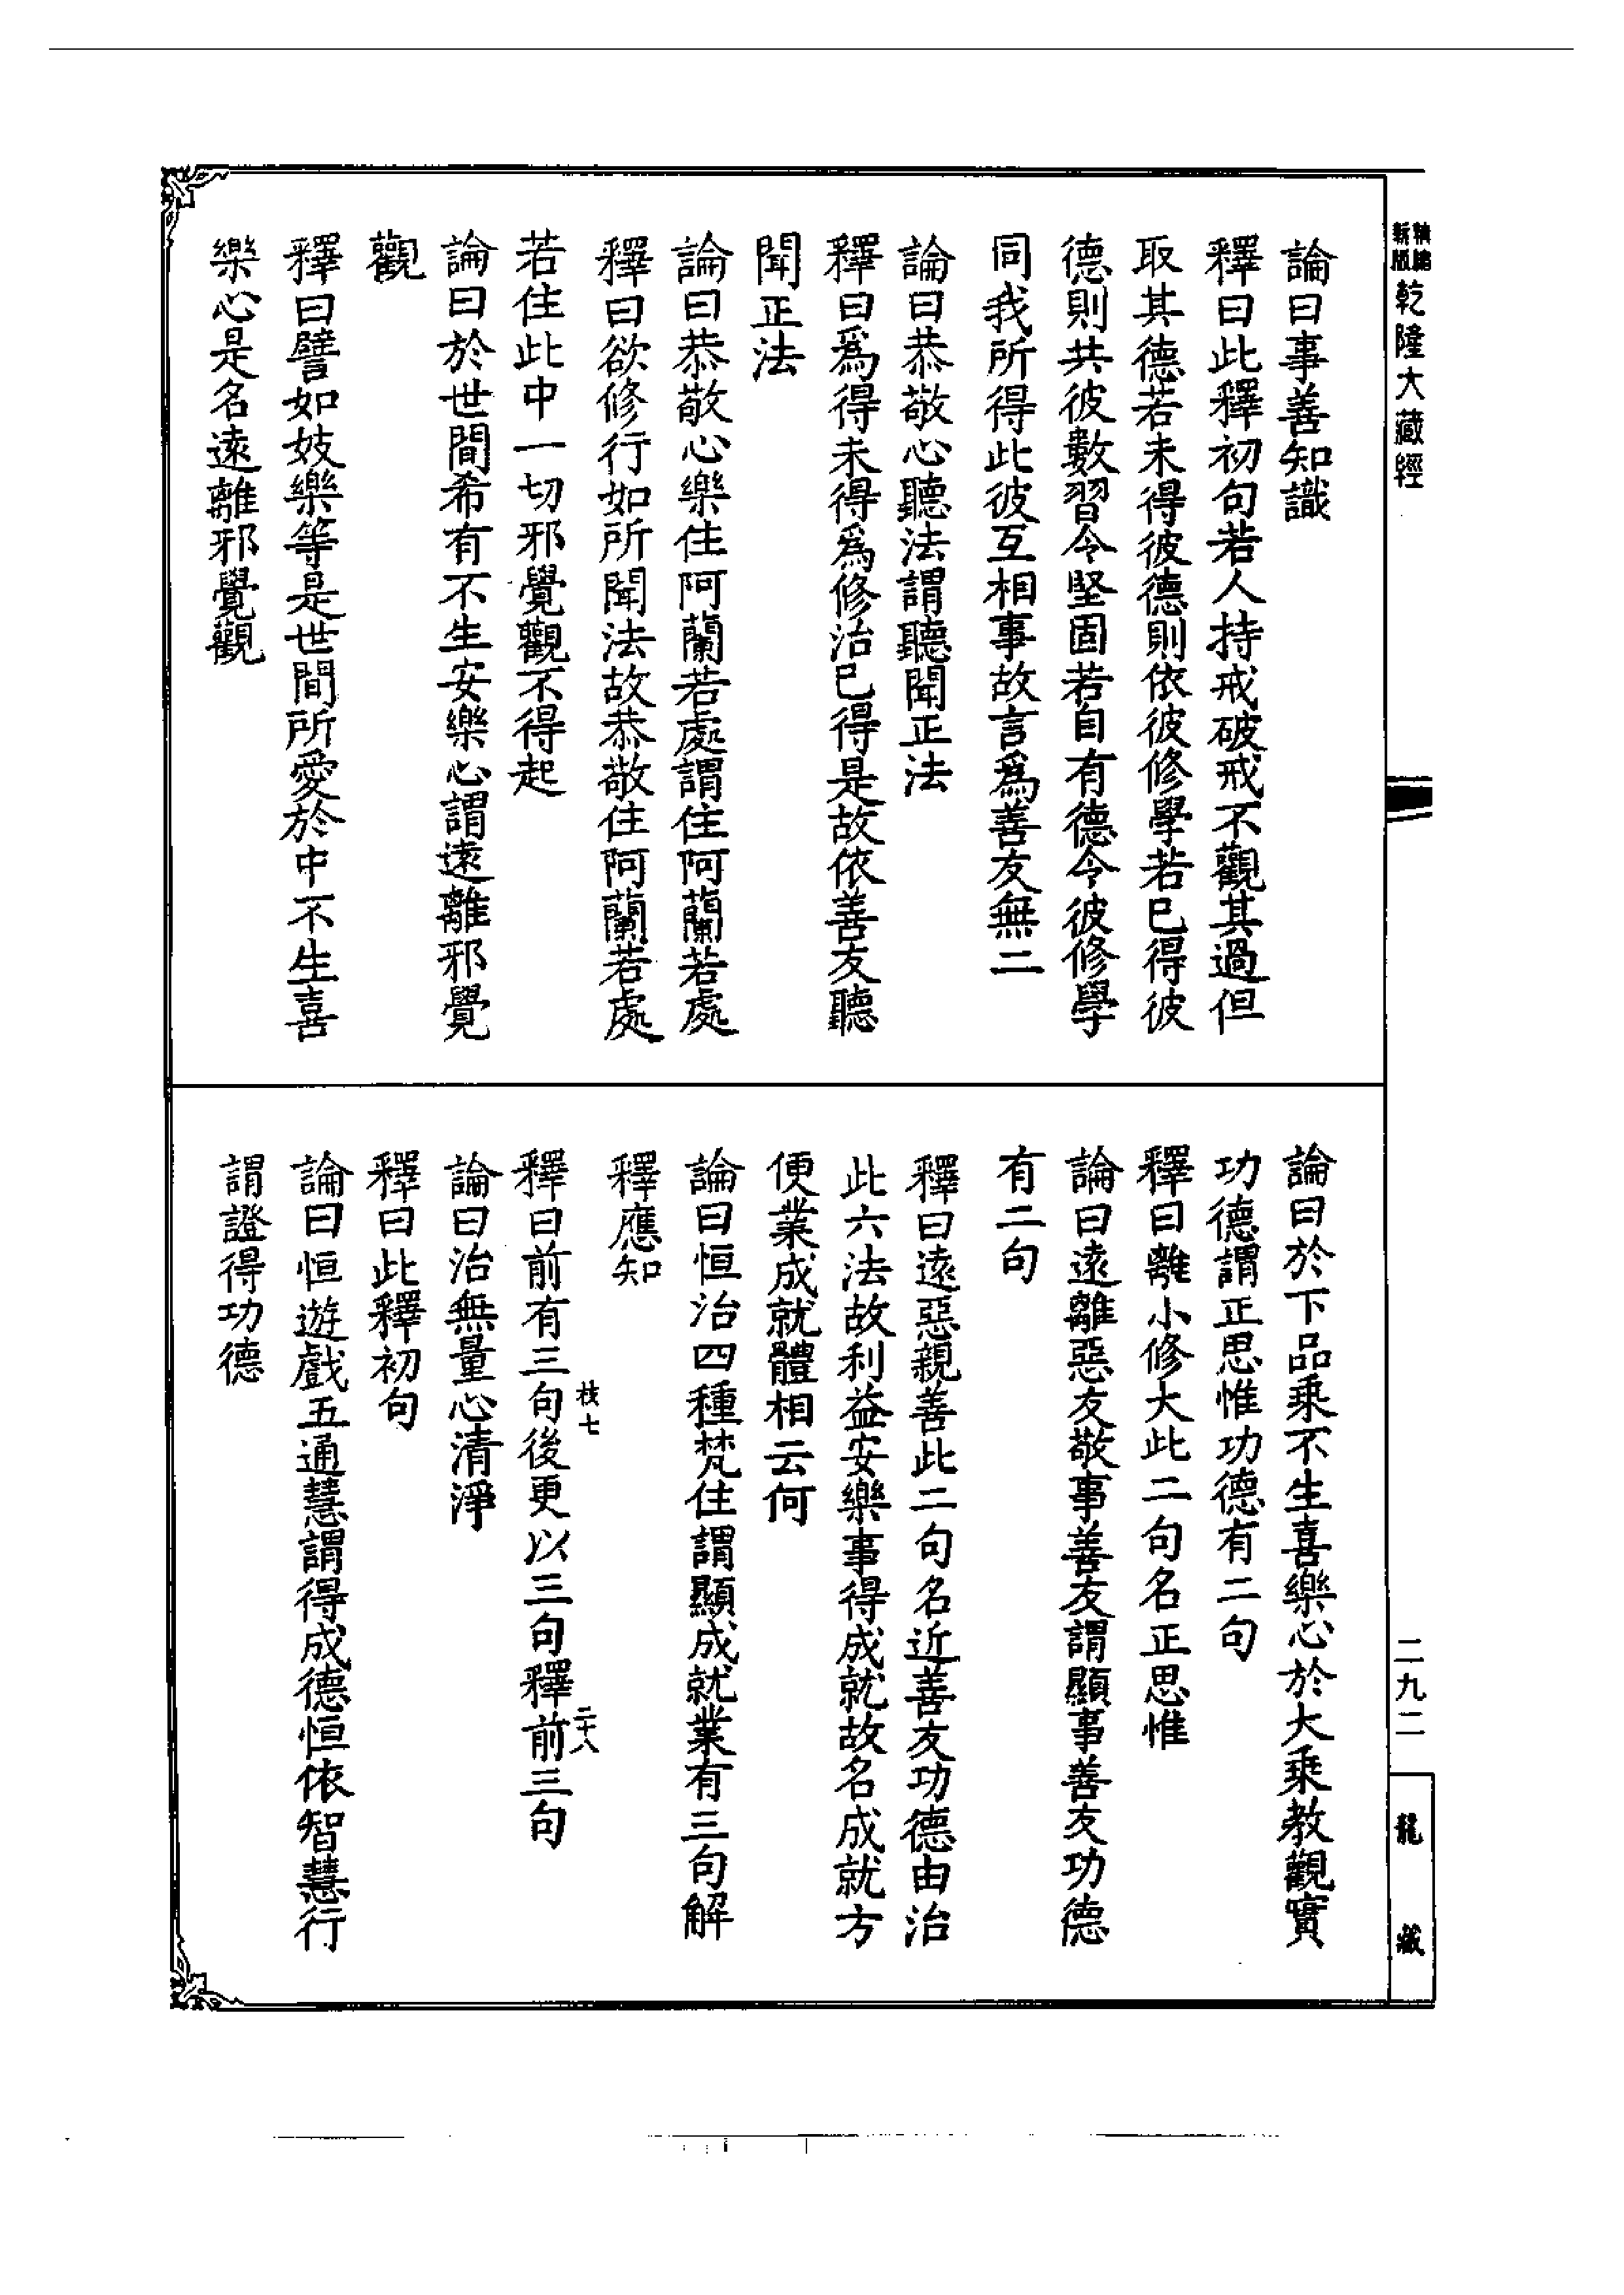 新版
精編
乾隆大藏經
論曰事善知識
釋曰此釋初句若人持戒破戒不觀其過但
取其德若未得彼德則依彼修學若已得彼
德則共彼數習令堅固若自有德令彼修學
同我所得此彼互相事故言爲善友無二
論曰恭敬心聽法謂聽聞正法
釋曰爲得未得爲修治已得是故依善友聽
聞正法
論曰恭敬心樂住阿蘭若處謂住阿蘭若處
釋曰欲修行如所聞法故恭敬住阿蘭若處
若住此中一切邪覺觀不得起
論曰於世間希有不生安樂心謂遠離邪覺
觀
釋曰譬如妓樂等是世間所愛於中不生喜
樂心是名遠離邪覺觀
論曰於下品乘不生喜樂心於大乘教觀實
功德謂正思惟功德有二句
釋曰離小修大此二句名正思惟
論曰遠離惡友敬事善友謂顯事善友功德
有二句
釋曰遠惡親善此二句名近善友功德由治
此六法故利益安樂事得成就故名成就方
便業成就體相云何
論曰恒治四種梵住謂顯成就業有三句解
釋應知
枝七
二十八
釋曰前有三句後更以三句釋前三句
論曰治無量心清淨
釋曰此釋初句
論曰恒遊戲五通慧謂得成德恒依智慧行
謂證得功德
二九二
龍藏